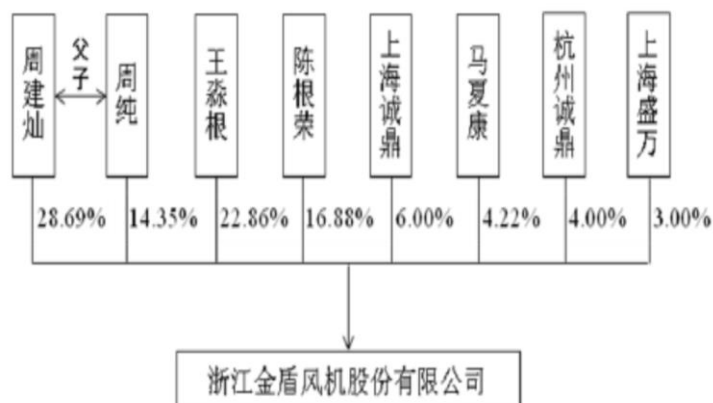 周建灿
父子
周纯
王淼根
陈根荣
上海诚鼎
马夏康
杭州诚鼎
上海盛万
28.69%
14.35%
22.86%
16.88%
6.00%
4.22%
4.00%
3.00%
浙江金盾风机股份有限公司